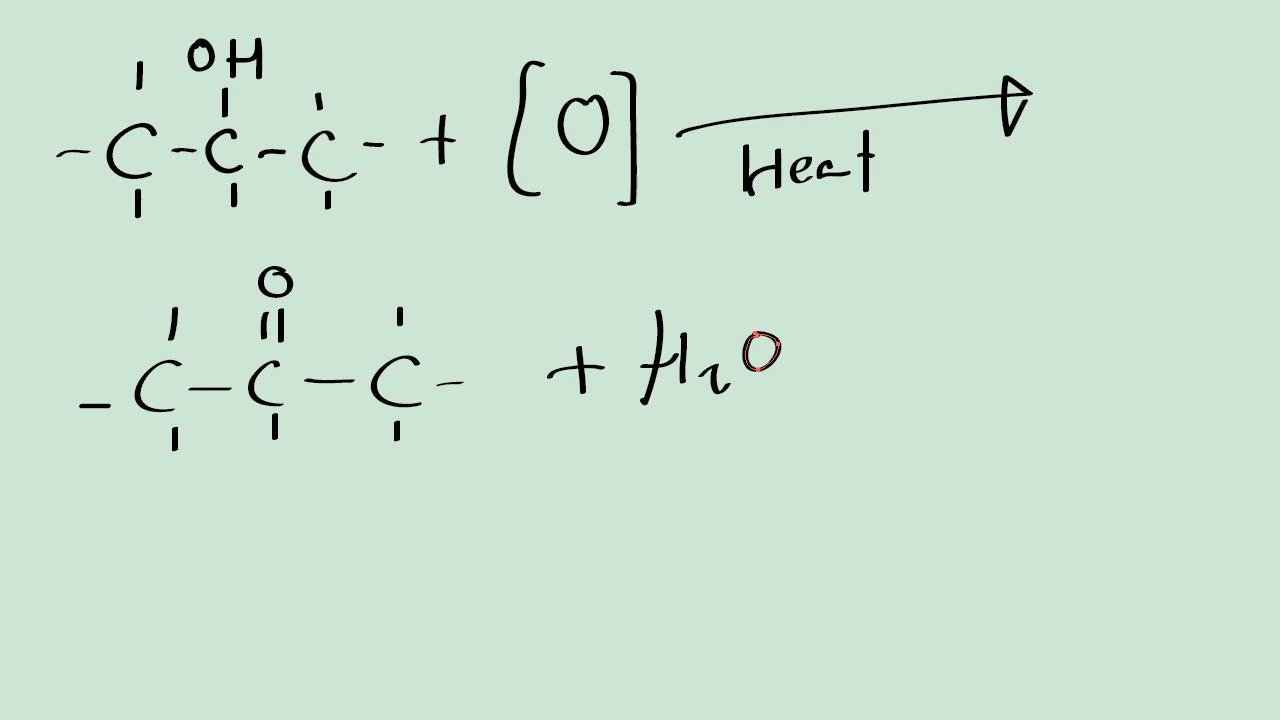 OH
-C-C-C- + [O] Heat
O
-C-C-C- + H2O